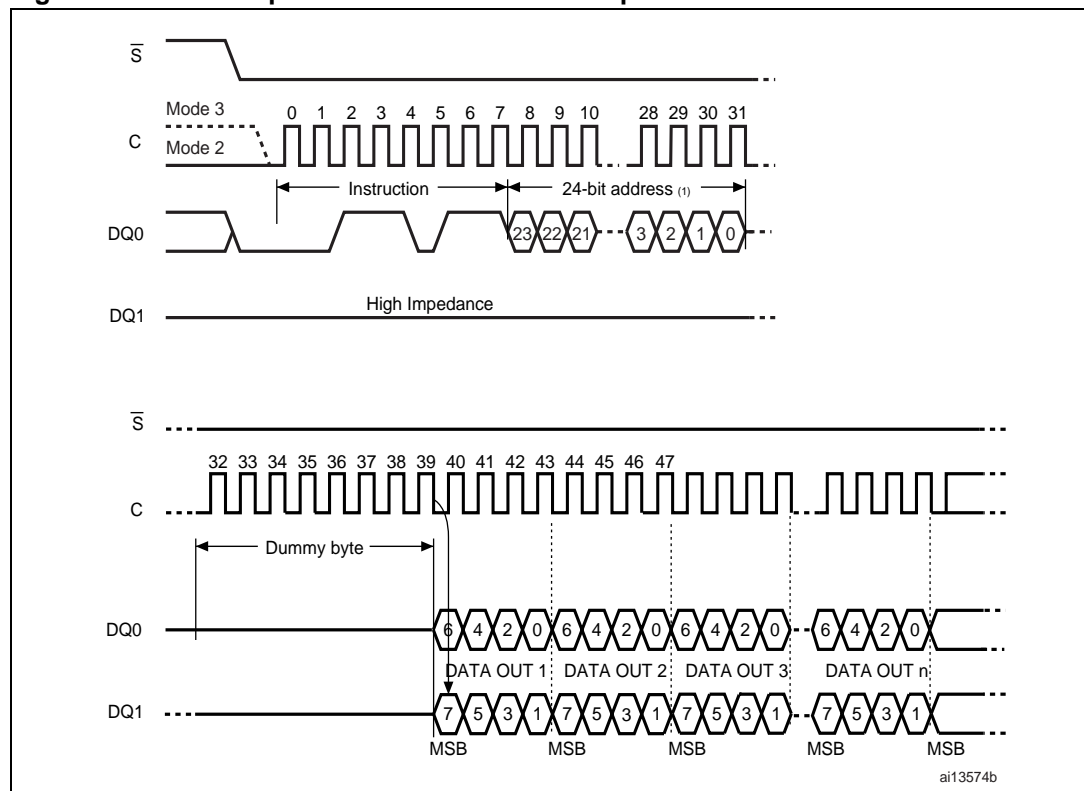 S
Mode 3
0 1 2 3 4 5 6 7 8 9 10 28 29 30 31
C
Mode 2
Instruction 24-bit address (1)
DQ0
23 22 21 3 2 1 0
High Impedance
DQ1
S
32 33 34 35 36 37 38 39 40 41 42 43 44 45 46 47
C
Dummy byte
DQ0
6 4 2 0 6 4 2 0 6 4 2 0 6 4 2 0
DATA OUT 1 DATA OUT 2 DATA OUT 3 DATA OUT n
DQ1
7 5 3 1 7 5 3 1 7 5 3 1 7 5 3 1
MSB MSB MSB MSB MSB
ai13574b